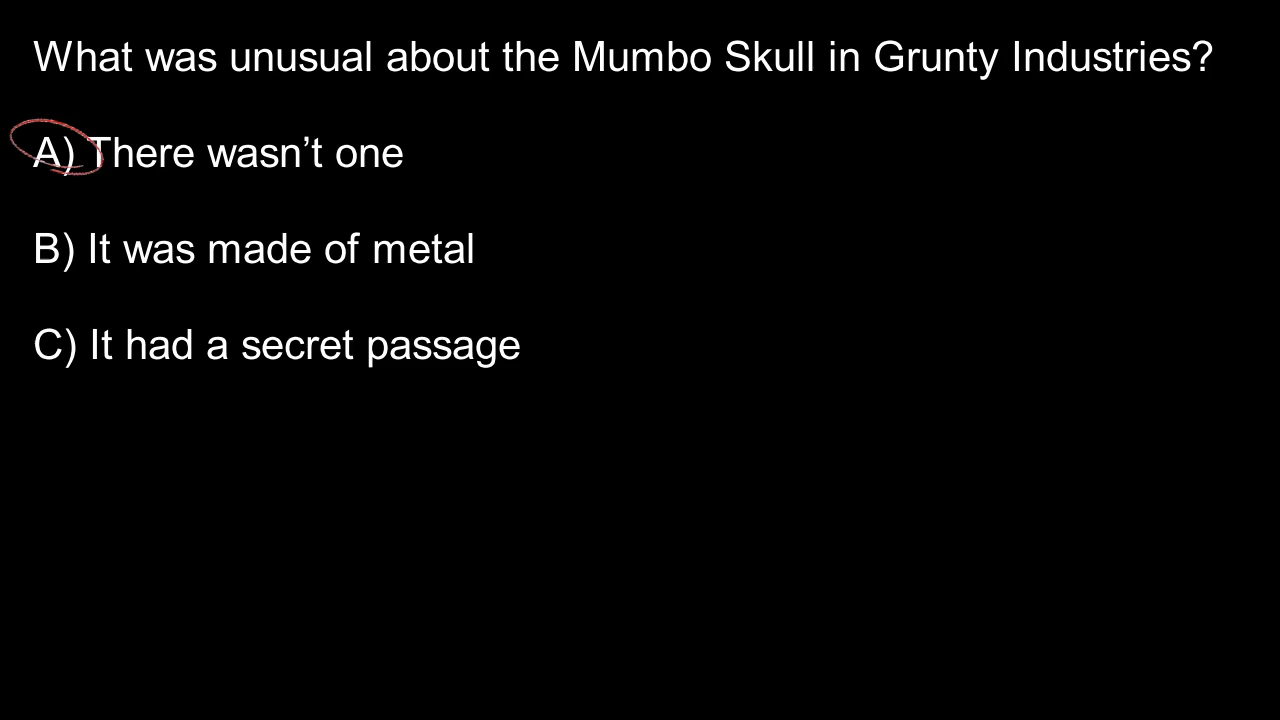 What was unusual about the Mumbo Skull in Grunty Industries?
A) There wasn’t one
B) It was made of metal
C) It had a secret passage